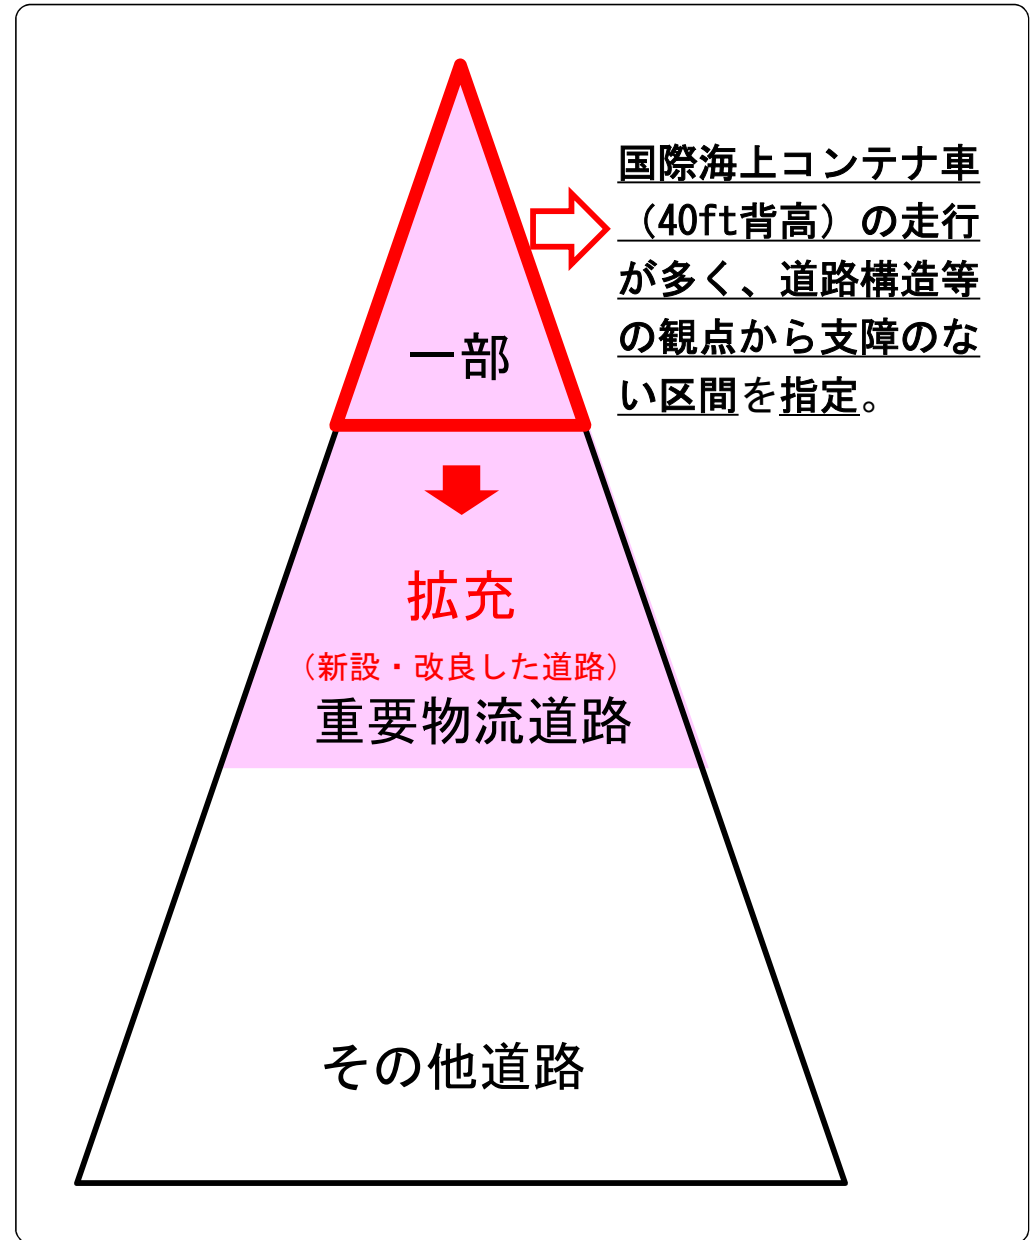 国際海上コンテナ車
（40ft背高）の走行
が多く、道路構造等
の観点から支障のな
い区間を指定。
一部
拡充
（新設・改良した道路）
重要物流道路
その他道路